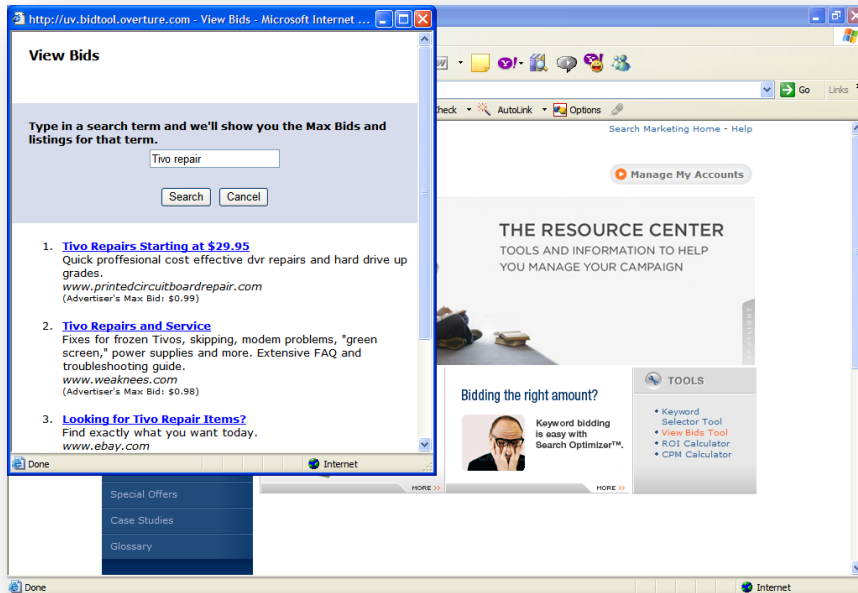 http://uv.bidtool.overture.com - View Bids - Microsoft Internet ...
View Bids
Type in a search term and we'll show you the Max Bids and
listings for that term.
Tivo repair
Search Cancel
1. Tivo Repairs Starting at $29.95
Quick proffesional cost effective dvr repairs and hard drive up
grades.
www.printedcircuitboardrepair.com
(Advertiser's Max Bid: $0.99)
2. Tivo Repairs and Service
Fixes for frozen Tivos, skipping, modem problems, "green
screen," power supplies and more. Extensive FAQ and
troubleshooting guide.
www.weaknees.com
(Advertiser's Max Bid: $0.98)
3. Looking for Tivo Repair Items?
Find exactly what you want today.
www.ebay.com
Done Internet
Go Links
AutoLink Options
Search Marketing Home - Help
Manage My Accounts
THE RESOURCE CENTER
TOOLS AND INFORMATION TO HELP
YOU MANAGE YOUR CAMPAIGN
SPOTLIGHT
Bidding the right amount?
Keyword bidding
is easy with
Search Optimizer™.
TOOLS
• Keyword
Selector Tool
• View Bids Tool
• ROI Calculator
• CPM Calculator
MORE >> MORE >>
Special Offers
Case Studies
Glossary
Done Internet